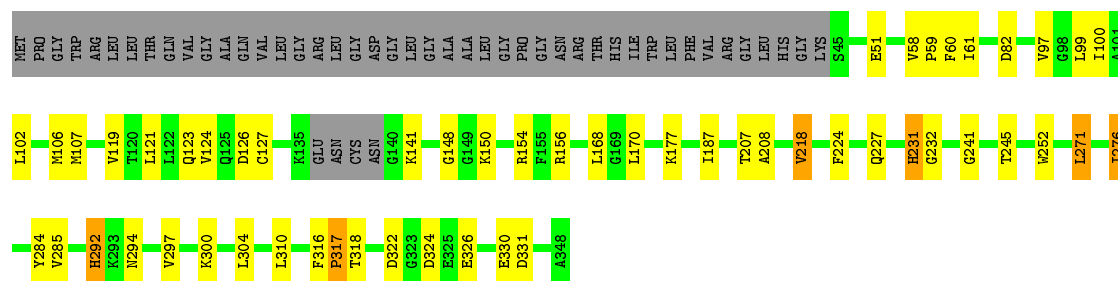 MET PRO GLY TRP ARG LEU LEU THR GLN VAL GLY ALA GLN VAL LEU GLY ARG LEU GLY ASP GLY LEU GLY ALA ALA LEU GLY PRO GLY ASN ARG THR HIS ILE TRP LEU PHE VAL ARG GLY LEU HIS GLY LYS S45 E51 V58 P59 F60 I61 D82 V97 G98 L99 I100 A101
L102 M106 M107 V119 T120 L121 L122 Q123 V124 Q125 D126 C127 K135 GLU ASN CYS ASN G140 K141 G148 G149 K150 R154 F155 R156 L168 G169 L170 K177 I187 T207 A208 V218 F224 Q227 H231 G232 G241 T245 W252 L271 I276
Y284 V285 H292 K293 N294 V297 K300 L304 L310 F316 P317 T318 D322 G323 D324 E325 E326 E330 D331 A348